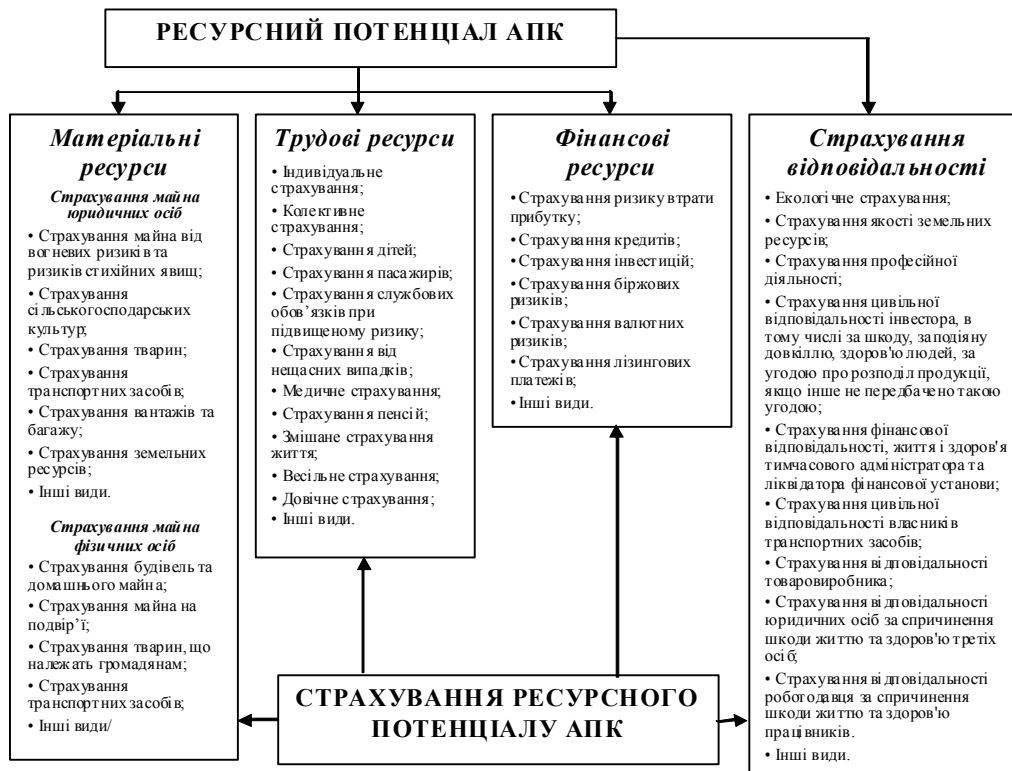 РЕСУРСНИЙ ПОТЕНЦІАЛ АПК
Матеріальні
ресурси
Страхування майна
юридичних осіб
• Страхування майна від
вогневих ризиків та
ризиків стихійних явищ;
• Страхування
сільськогосподарських
культур;
• Страхування тварин;
• Страхування
транспортних засобів;
• Страхування вантажів та
багажу;
• Страхування земельних
ресурсів;
• Інші види.
Страхування майна
фізичних осіб
• Страхування будівель та
домашнього майна;
• Страхування майна на
подвір’ї;
• Страхування тварин, що
належать громадянам;
• Страхування
транспортних засобів;
• Інші види/
Трудові ресурси
• Індивідуальне
страхування;
• Колективне
страхування;
• Страхування дітей;
• Страхування пасажирів;
• Страхування службових
обов’язків при
підвищеному ризику;
• Страхування від
нещасних випадків;
• Медичне страхування;
• Страхування пенсій;
• Змішане страхування
життя;
• Весільне страхування;
• Довічне страхування;
• Інші види.
Фінансові
ресурси
• Страхування ризику втрати
прибутку;
• Страхування кредитів;
• Страхування інвестицій;
• Страхування біржових
ризиків;
• Страхування валютних
ризиків;
• Страхування лізингових
платежів;
• Інші види.
Страхування
відповідальності
• Екологічне страхування;
• Страхування якості земельних
ресурсів;
• Страхування професійної
діяльності;
• Страхування цивільної
відповідальності інвестора, в
тому числі за шкоду, заподіяну
довкіллю, здоров'ю людей, за
угодою про розподіл продукції,
якщо інше не передбачено такою
угодою;
• Страхування фінансової
відповідальності, життя і здоров'я
тимчасового адміністратора та
ліквідатора фінансової установи;
• Страхування цивільної
відповідальності власників
транспортних засобів;
• Страхування відповідальності
товаровиробника;
• Страхування відповідальності
юридичних осіб за спричинення
шкоди життю та здоров'ю третіх
осіб;
• Страхування відповідальності
роботодавця за спричинення
шкоди життю та здоров'ю
працівників.
• Інші види.
СТРАХУВАННЯ РЕСУРСНОГО
ПОТЕНЦІАЛУ АПК